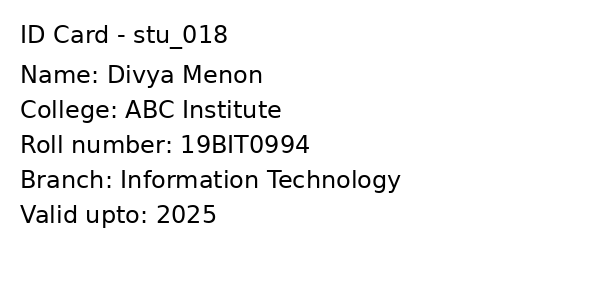 ID Card - stu_018
Name: Divya Menon
College: ABC Institute
Roll number: 19BIT0994
Branch: Information Technology
Valid upto: 2025